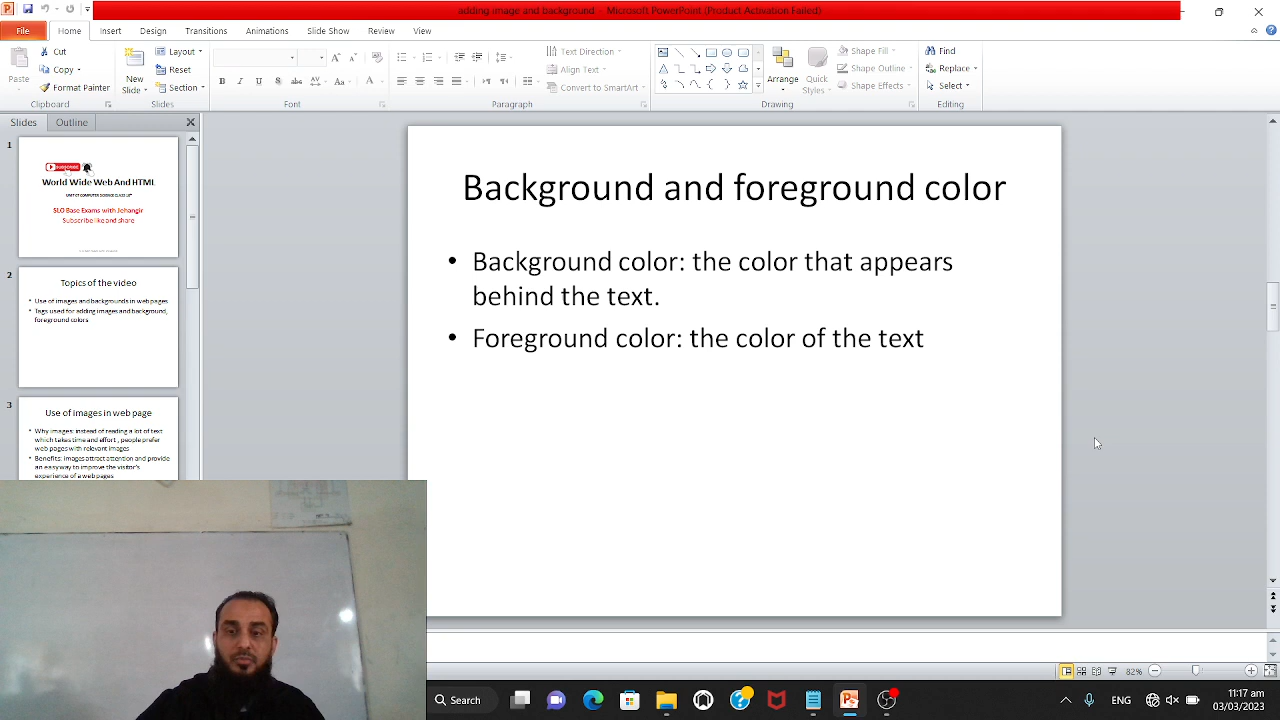 adding image and background - Microsoft PowerPoint (Product Activation Failed)
File Home Insert Design Transitions Animations Slide Show Review View
Paste
Cut
Copy
Format Painter
Clipboard
New Slide
Layout
Reset
Section
Slides
Font
Text Direction
Align Text
Convert to SmartArt
Paragraph
Arrange
Quick Styles
Shape Fill
Shape Outline
Shape Effects
Drawing
Find
Replace
Select
Editing
Slides Outline
1
SUBSCRIBE
World Wide Web And HTML
SLO Base Exams with Jehangir
Subscribe like and share
2
Topics of the video
• Use of images and backgrounds in webpages
• Tags used for adding images and background,
foreground colors
3
Use of images in web page
• Why images: instead of reading a lot of text
which takes time and effort , people prefer
web pages with relevant images
• Benefits: images attract attention and provide
an easy way to improve the visitor's
experience of a webpages
Background and foreground color
• Background color: the color that appears
behind the text.
• Foreground color: the color of the text
82%
Search
ENG
11:17 am
03/03/2023